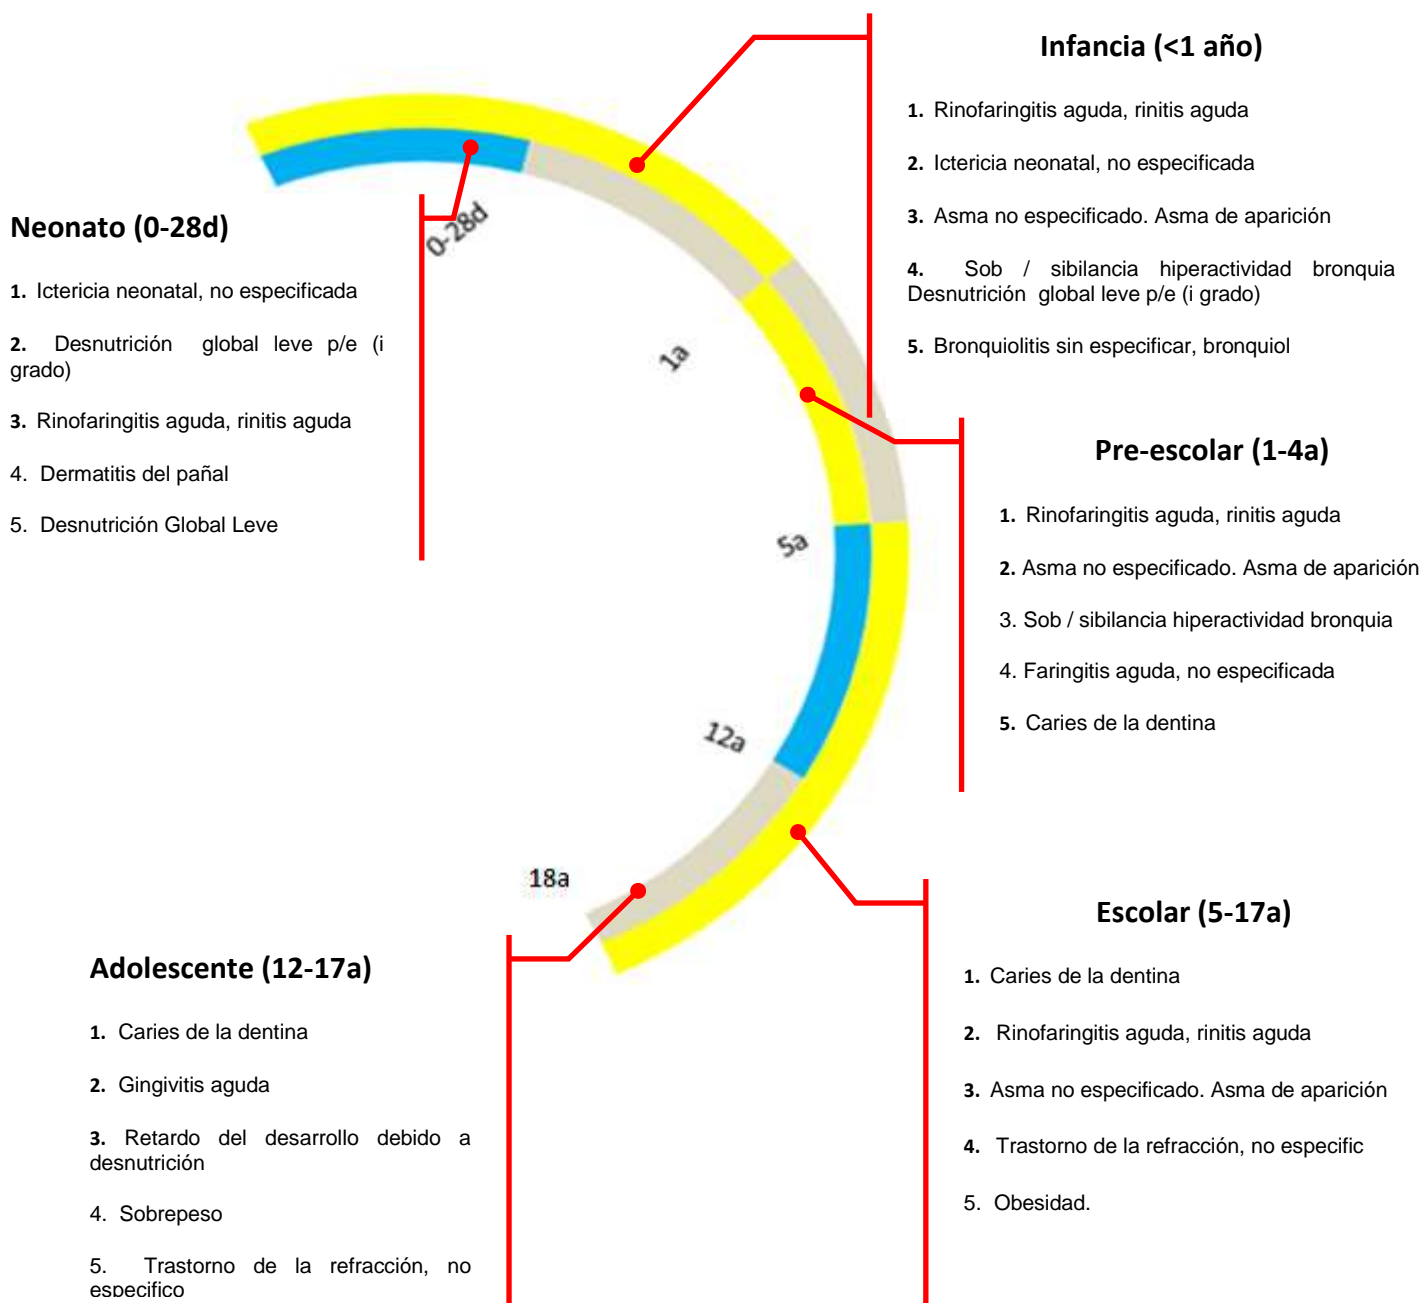 Infancia (<1 año)
1. Rinofaringitis aguda, rinitis aguda
2. Ictericia neonatal, no especificada
3. Asma no especificado. Asma de aparición
4. Sob / sibilancia hiperactividad bronquia
Desnutrición global leve p/e (i grado)
5. Bronquiolitis sin especificar, bronquiol
Neonato (0-28d)
1. Ictericia neonatal, no especificada
2. Desnutrición global leve p/e (i
grado)
3. Rinofaringitis aguda, rinitis aguda
4. Dermatitis del pañal
5. Desnutrición Global Leve
0-28d
1a
5a
12a
18a
Pre-escolar (1-4a)
1. Rinofaringitis aguda, rinitis aguda
2. Asma no especificado. Asma de aparición
3. Sob / sibilancia hiperactividad bronquia
4. Faringitis aguda, no especificada
5. Caries de la dentina
Escolar (5-17a)
1. Caries de la dentina
2. Rinofaringitis aguda, rinitis aguda
3. Asma no especificado. Asma de aparición
4. Trastorno de la refracción, no especific
5. Obesidad.
Adolescente (12-17a)
1. Caries de la dentina
2. Gingivitis aguda
3. Retardo del desarrollo debido a
desnutrición
4. Sobrepeso
5. Trastorno de la refracción, no
especifico